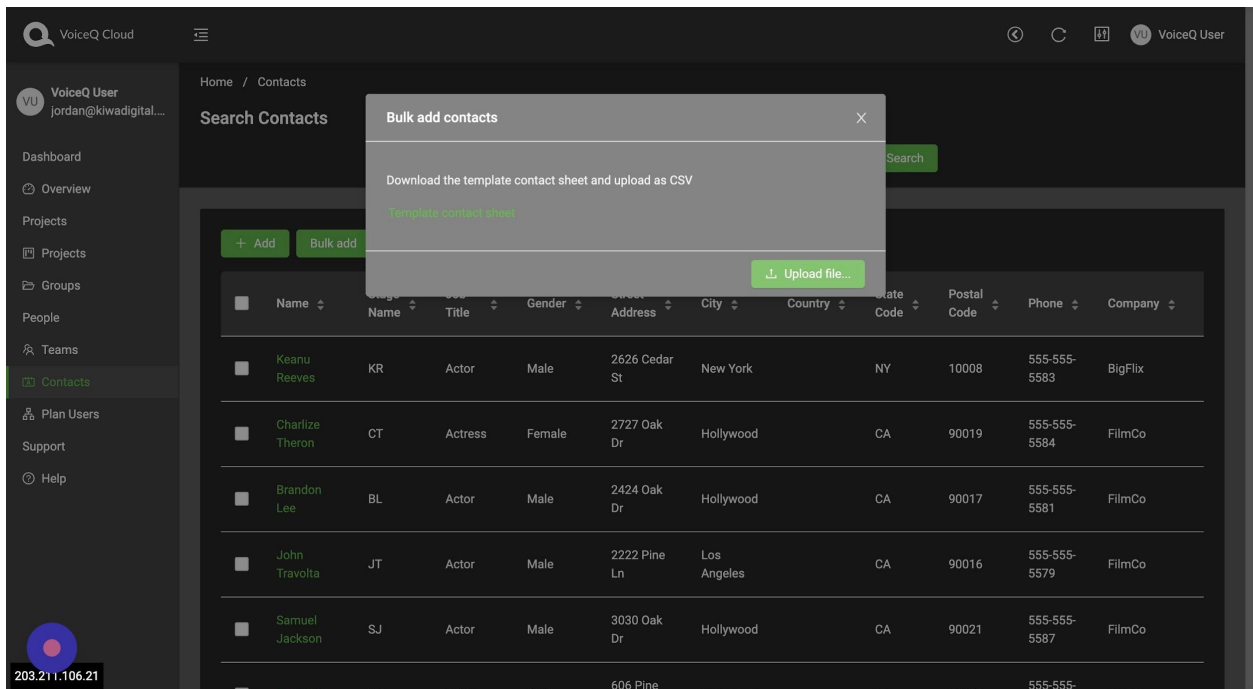 VoiceQ Cloud
VU VoiceQ User
VU
VoiceQ User
jordan@kiwadigital....
Dashboard
Overview
Projects
Projects
Groups
People
Teams
Contacts
Plan Users
Support
Help
203.211.106.21
Home / Contacts
Search Contacts
Search
Bulk add contacts
Download the template contact sheet and upload as CSV
Template contact sheet
Upload file...
+ Add
Bulk add
Name
Stage Name
Job Title
Gender
Street Address
City
Country
State Code
Postal Code
Phone
Company
Keanu Reeves KR Actor Male 2626 Cedar St New York NY 10008 555-555-5583 BigFlix
Charlize Theron CT Actress Female 2727 Oak Dr Hollywood CA 90019 555-555-5584 FilmCo
Brandon Lee BL Actor Male 2424 Oak Dr Hollywood CA 90017 555-555-5581 FilmCo
John Travolta JT Actor Male 2222 Pine Ln Los Angeles CA 90016 555-555-5579 FilmCo
Samuel Jackson SJ Actor Male 3030 Oak Dr Hollywood CA 90021 555-555-5587 FilmCo
606 Pine 555-555-